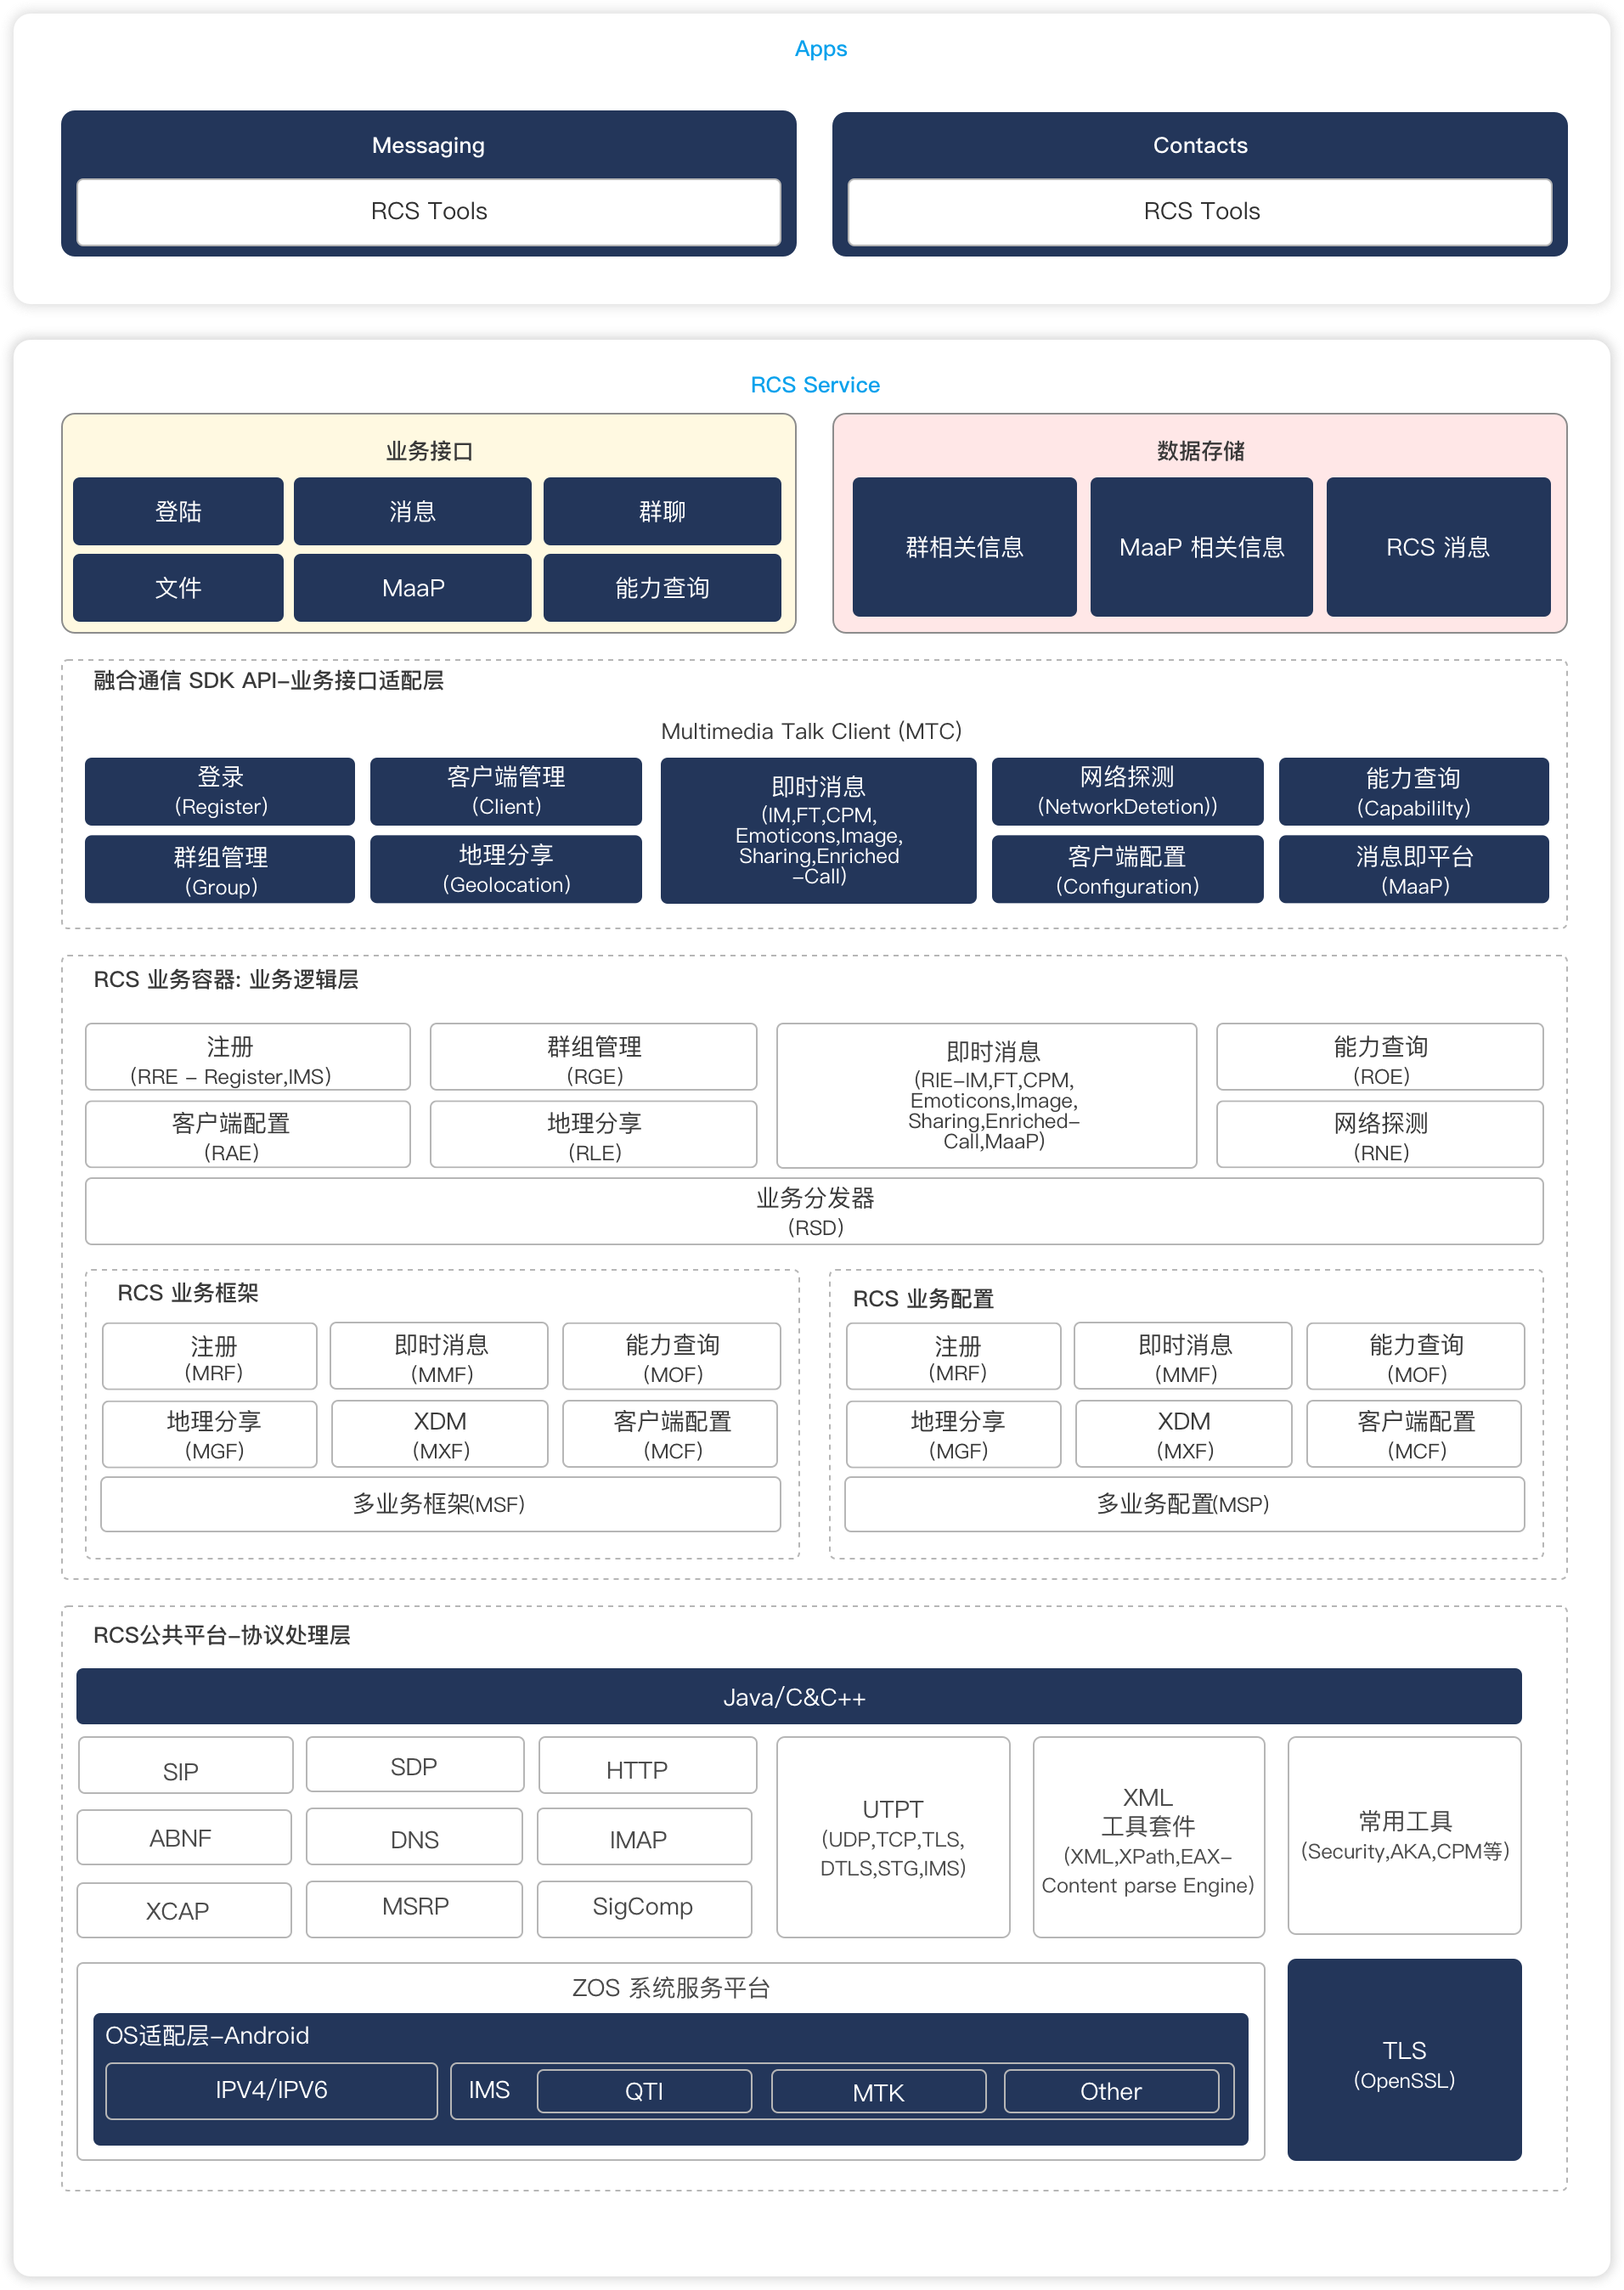 Apps
Messaging
RCS Tools
Contacts
RCS Tools
RCS Service
业务接口
登陆
消息
群聊
文件
MaaP
能力查询
数据存储
群相关信息
MaaP 相关信息
RCS 消息
融合通信 SDK API-业务接口适配层
Multimedia Talk Client (MTC)
登录
(Register)
客户端管理
(Client)
群组管理
(Group)
地理分享
(Geolocation)
即时消息
(IM,FT,CPM,
Emoticons,Image,
Sharing,Enriched
-Call)
网络探测
(NetworkDetetion))
能力查询
(Capabililty)
客户端配置
(Configuration)
消息即平台
(MaaP)
RCS 业务容器: 业务逻辑层
注册
(RRE - Register,IMS)
群组管理
(RGE)
客户端配置
(RAE)
地理分享
(RLE)
即时消息
(RIE-IM,FT,CPM,
Emoticons,Image,
Sharing,Enriched-
Call,MaaP)
能力查询
(ROE)
网络探测
(RNE)
业务分发器
(RSD)
RCS 业务框架
注册
(MRF)
即时消息
(MMF)
能力查询
(MOF)
地理分享
(MGF)
XDM
(MXF)
客户端配置
(MCF)
多业务框架(MSF)
RCS 业务配置
注册
(MRF)
即时消息
(MMF)
能力查询
(MOF)
地理分享
(MGF)
XDM
(MXF)
客户端配置
(MCF)
多业务配置(MSP)
RCS公共平台-协议处理层
Java/C&C++
SIP
SDP
HTTP
ABNF
DNS
IMAP
XCAP
MSRP
SigComp
UTPT
(UDP,TCP,TLS,
DTLS,STG,IMS)
XML
工具套件
(XML,XPath,EAX-
Content parse Engine)
常用工具
(Security,AKA,CPM等)
ZOS 系统服务平台
OS适配层-Android
IPV4/IPV6
IMS
QTI
MTK
Other
TLS
(OpenSSL)